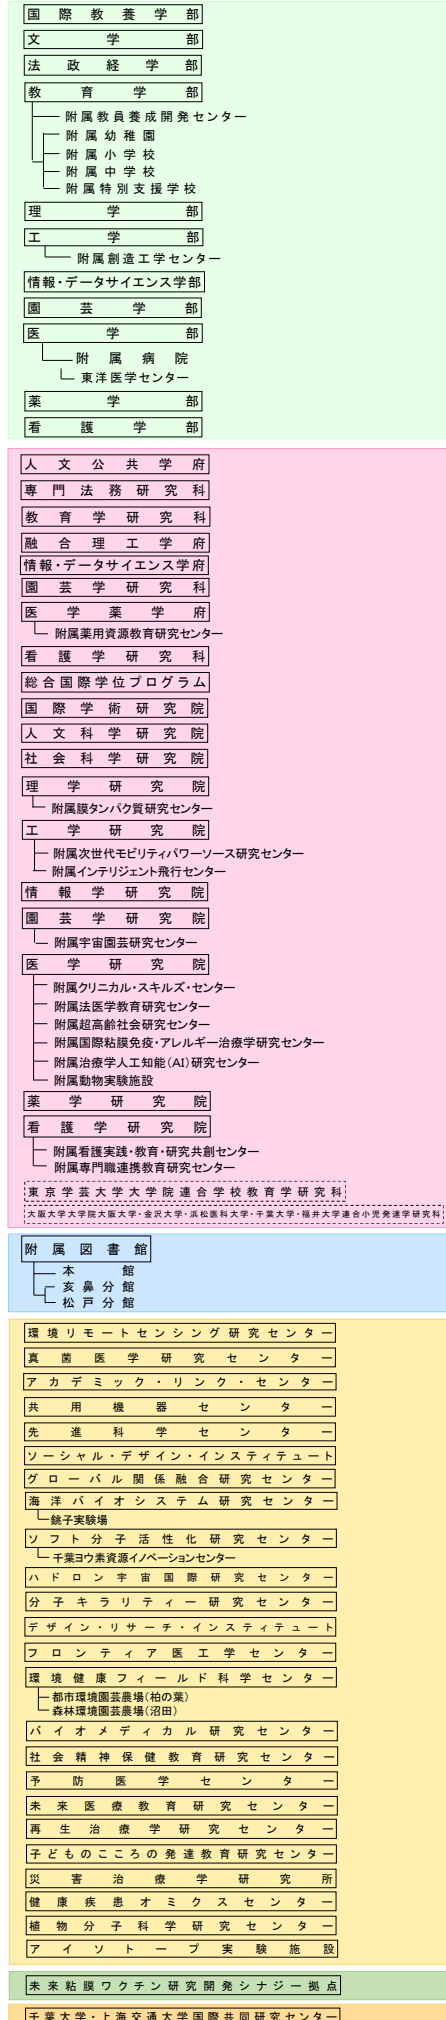 国際教養学部
文学部
法政経学部
教育学部
附属教員養成開発センター
附属幼稚園
附属小学校
附属中学校
附属特別支援学校
理学部
工学部
附属創造工学センター
情報・データサイエンス学部
園芸学部
医学部
附属病院
東洋医学センター
薬学部
看護学部
人文公共学府
専門法務研究科
教育学研究科
融合理工学府
情報・データサイエンス学府
園芸学研究科
医学薬学府
附属薬用資源教育研究センター
看護学研究科
総合国際学位プログラム
国際学術研究院
人文科学研究院
社会科学研究院
理学研究院
附属膜タンパク質研究センター
工学研究院
附属次世代モビリティパワーソース研究センター
附属インテリジェント飛行センター
情報学研究院
園芸学研究院
附属宇宙園芸研究センター
医学研究院
附属クリニカル・スキルズ・センター
附属法医学教育研究センター
附属超高齢社会研究センター
附属国際粘膜免疫・アレルギー治療学研究センター
附属治療学人工知能(AI)研究センター
附属動物実験施設
薬学研究院
看護学研究院
附属看護実践・教育・研究共創センター
附属専門職連携教育研究センター
東京学芸大学大学院連合学校教育学研究科
大阪大学大学院大阪大学・金沢大学・浜松医科大学・千葉大学・福井大学連合小児発達学研究科
附属図書館
本館
亥鼻分館
松戸分館
環境リモートセンシング研究センター
真菌医学研究センター
アカデミック・リンク・センター
共用機器センター
先進科学センター
ソーシャル・デザイン・インスティテュート
グローバル関係融合研究センター
海洋バイオシステム研究センター
銚子実験場
ソフト分子活性化研究センター
千葉ヨウ素資源イノベーションセンター
ハドロン宇宙国際研究センター
分子キラリティー研究センター
デザイン・リサーチ・インスティテュート
フロンティア医工学センター
環境健康フィールド科学センター
都市環境園芸農場(柏の葉)
森林環境園芸農場(沼田)
バイオメディカル研究センター
社会精神保健教育研究センター
予防医学センター
未来医療教育研究センター
再生治療学研究センター
子どものこころの発達教育研究センター
災害治療学研究所
健康疾患オミクスセンター
植物分子科学研究センター
アイソトープ実験施設
未来粘膜ワクチン研究開発シナジー拠点
千葉大学・上海交通大学国際共同研究センター